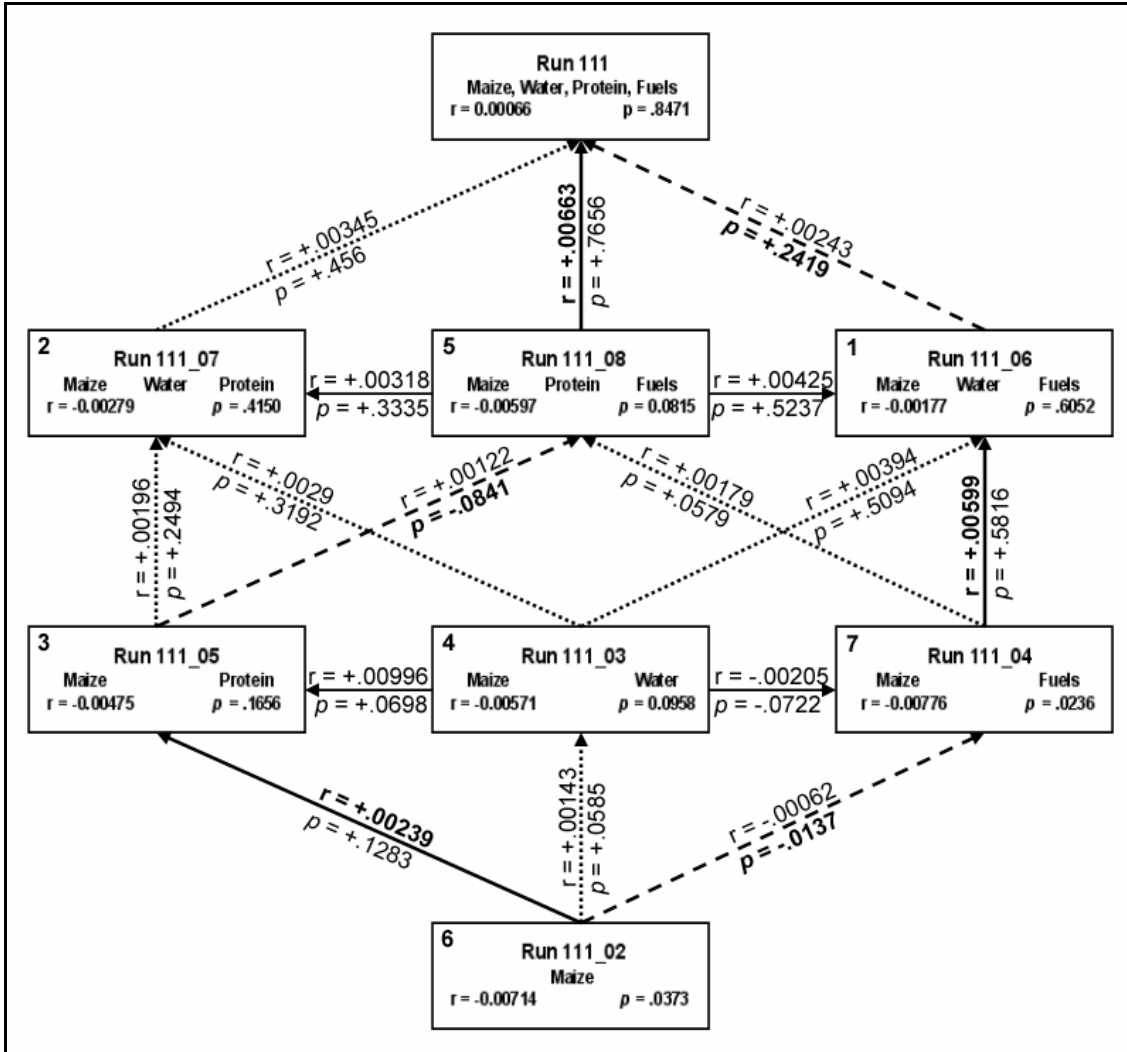 Run 111
Maize, Water, Protein, Fuels
r = 0.00066 p = .8471
r = +.00345
p = +.456
r = +.00663
p = +.7656
r = +.00243
p = +.2419
2
Run 111_07
Maize Water Protein
r = -0.00279 p = .4150
r = +.00318
p = +.3335
5
Run 111_08
Maize Protein Fuels
r = -0.00597 p = 0.0815
r = +.00425
p = +.5237
1
Run 111_06
Maize Water Fuels
r = -0.00177 p = .6052
r = +.00196
p = +.2494
r = +.0029
p = +.3192
r = +.00122
p = -.0841
r = +.00179
p = +.0579
r = +.00394
p = +.5094
r = +.00599
p = +.5816
3
Run 111_05
Maize Protein
r = -0.00475 p = .1656
r = +.00996
p = +.0698
4
Run 111_03
Maize Water
r = -0.00571 p = 0.0958
r = -.00205
p = -.0722
7
Run 111_04
Maize Fuels
r = -0.00776 p = .0236
r = +.00239
p = +.1283
r = +.00143
p = +.0585
r = -.00062
p = -.0137
6
Run 111_02
Maize
r = -0.00714 p = .0373